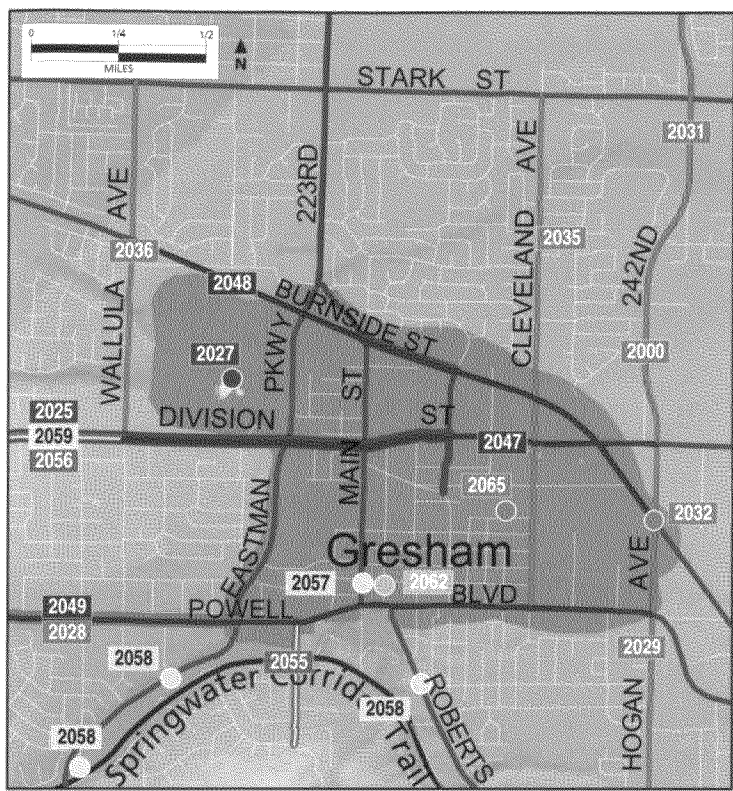 0 1/4 1/2
MILES
N
STARK ST
2031
AVE
223RD
AVE
2036
2035
242ND
2048
BURNSIDE ST
CLEVELAND
WALLULA
2027
PKWY
2000
ST
2025
DIVISION
ST
2059
2047
2056
MAIN
2065
EASTMAN
2032
Gresham
AVE
2057
2062
2049
POWELL
BLVD
2028
2029
2058
2055
2058
ROBERTS
2058
Springwater Corrid
Trail
HOGAN